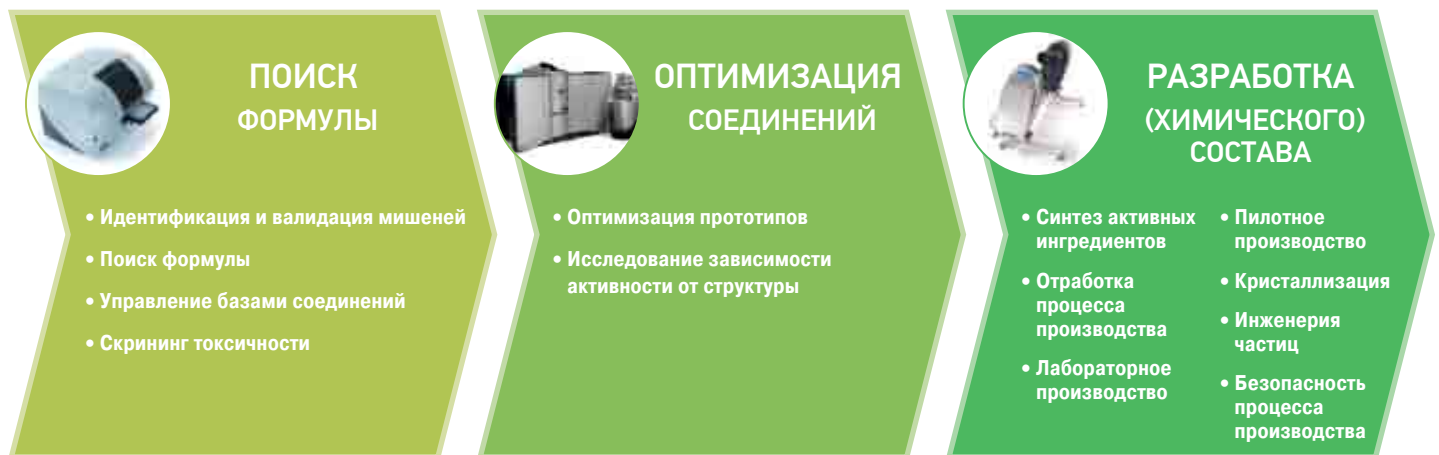 ПОИСК
ФОРМУЛЫ
• Идентификация и валидация мишеней
• Поиск формулы
• Управление базами соединений
• Скрининг токсичности
ОПТИМИЗАЦИЯ
СОЕДИНЕНИЙ
• Оптимизация прототипов
• Исследование зависимости
активности от структуры
РАЗРАБОТКА
(ХИМИЧЕСКОГО)
СОСТАВА
• Синтез активных
ингредиентов
• Отработка
процесса
производства
• Лабораторное
производство
• Пилотное
производство
• Кристаллизация
• Инженерия
частиц
• Безопасность
процесса
производства